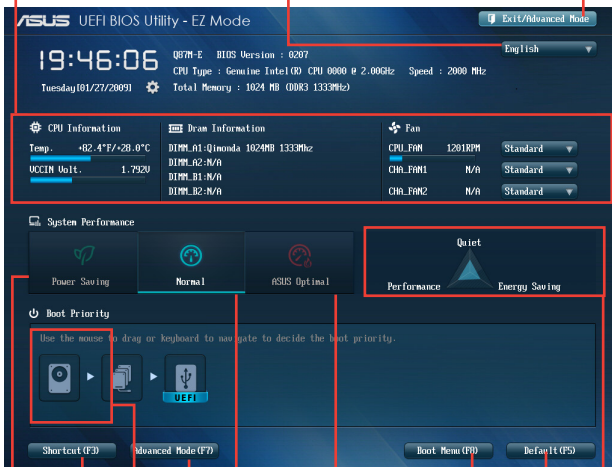 ASUS UEFI BIOS Utility - EZ Mode
Exit/Advanced Mode
English
19:46:06
Tuesday[01/27/2009]
Q87M-E BIOS Version : 0207
CPU Type : Genuine Intel(R) CPU 0000 @ 2.00GHz Speed : 2000 MHz
Total Memory : 1024 MB (DDR3 1333MHz)
CPU Information
Temp. +82.4°F/+28.0°C
VCCIN Volt. 1.792V
Dram Information
DIMM_A1:Qimonda 1024MB 1333Mhz
DIMM_A2:N/A
DIMM_B1:N/A
DIMM_B2:N/A
Fan
CPU_FAN 1201RPM Standard
CHA_FAN1 N/A Standard
CHA_FAN2 N/A Standard
System Performance
Power Saving
Normal
ASUS Optimal
Quiet
Performance
Energy Saving
Boot Priority
Use the mouse to drag or keyboard to navigate to decide the boot priority.
UEFI
Shortcut(F3)
Advanced Mode(F7)
Boot Menu(F8)
Default(F5)